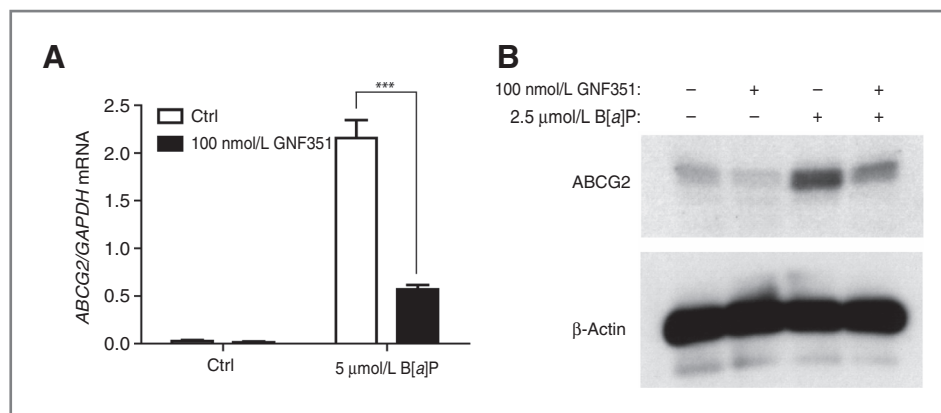 A
ABCG2/GAPDH mRNA
2.5
2.0
1.5
1.0
0.5
0.0
Ctrl
100 nmol/L GNF351
***
Ctrl
5 μmol/L B[a]P
B
100 nmol/L GNF351: – + – +
2.5 μmol/L B[a]P: – – + +
ABCG2
β-Actin